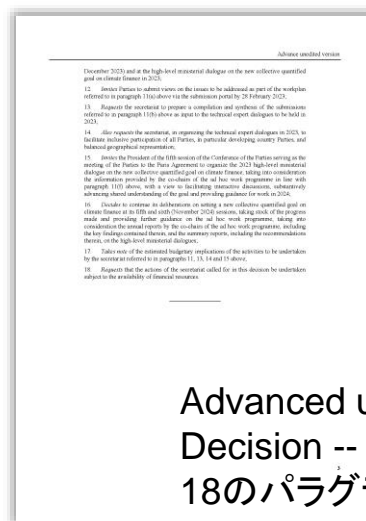 Advance unedited version
December 2023) and at the high-level ministerial dialogue on the new collective quantified
goal on climate finance in 2023;
12. Invites Parties to submit views on the issues to be addressed as part of the workplan
referred to in paragraph 11(a) above via the submission portal by 28 February 2023;
13. Requests the secretariat to prepare a compilation and synthesis of the submissions
referred to in paragraph 11(b) above as input to the technical expert dialogues to be held in
2023;
14. Also requests the secretariat, in organizing the technical expert dialogues in 2023, to
facilitate inclusive participation of all Parties, in particular developing country Parties, and
balanced geographical representation;
15. Invites the President of the fifth session of the Conference of the Parties serving as the
meeting of the Parties to the Paris Agreement to organize the 2023 high-level ministerial
dialogue on the new collective quantified goal on climate finance, taking into consideration
the information provided by the co-chairs of the ad hoc work programme in line with
paragraph 11(f) above, with a view to facilitating interactive discussions, substantively
advancing shared understanding of the goal and providing guidance for work in 2024;
16. Decides to continue its deliberations on setting a new collective quantified goal on
climate finance at its fifth and sixth (November 2024) sessions, taking stock of the progress
made and providing further guidance on the ad hoc work programme, taking into
consideration the annual reports by the co-chairs of the ad hoc work programme, including
the key findings contained therein, and the summary reports, including the recommendations
therein, on the high-level ministerial dialogues;
17. Takes note of the estimated budgetary implications of the activities to be undertaken
by the secretariat referred to in paragraphs 11, 13, 14 and 15 above;
18. Requests that the actions of the secretariat called for in this decision be undertaken
subject to the availability of financial resources.
Advanced u
Decision --
18のパラグ